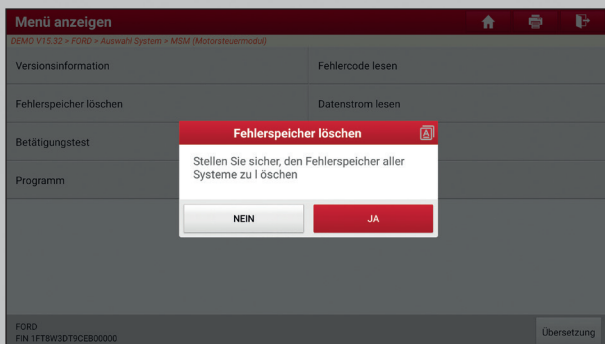 Menü anzeigen
DEMO V15.32 > FORD > Auswahl System > MSM (Motorsteuermodul)
Versionsinformation
Fehlercode lesen
Fehlerspeicher löschen
Datenstrom lesen
Betätigungstest
Programm
Fehlerspeicher löschen
A
Stellen Sie sicher, den Fehlerspeicher aller
Systeme zu l öschen
NEIN
JA
FORD
FIN 1FT8W3DT9CEB00000
Übersetzung